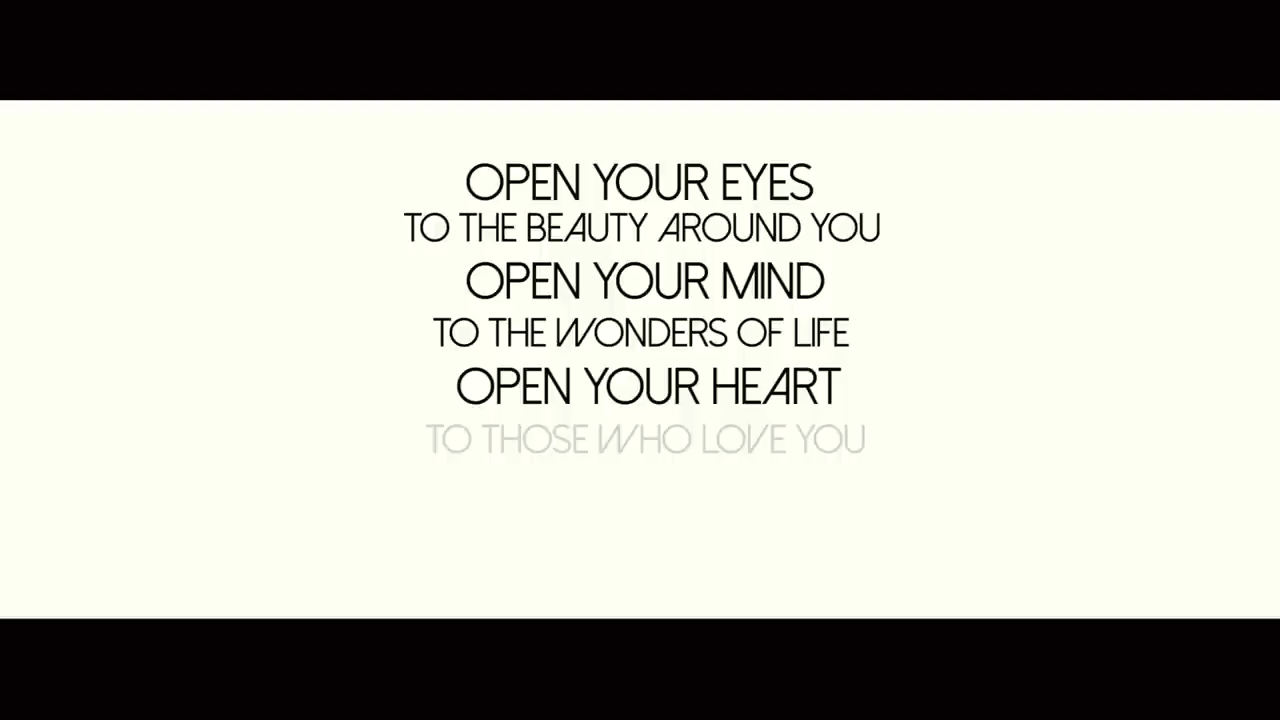 OPEN YOUR EYES
TO THE BEAUTY AROUND YOU
OPEN YOUR MIND
TO THE WONDERS OF LIFE
OPEN YOUR HEART
TO THOSE WHO LOVE YOU